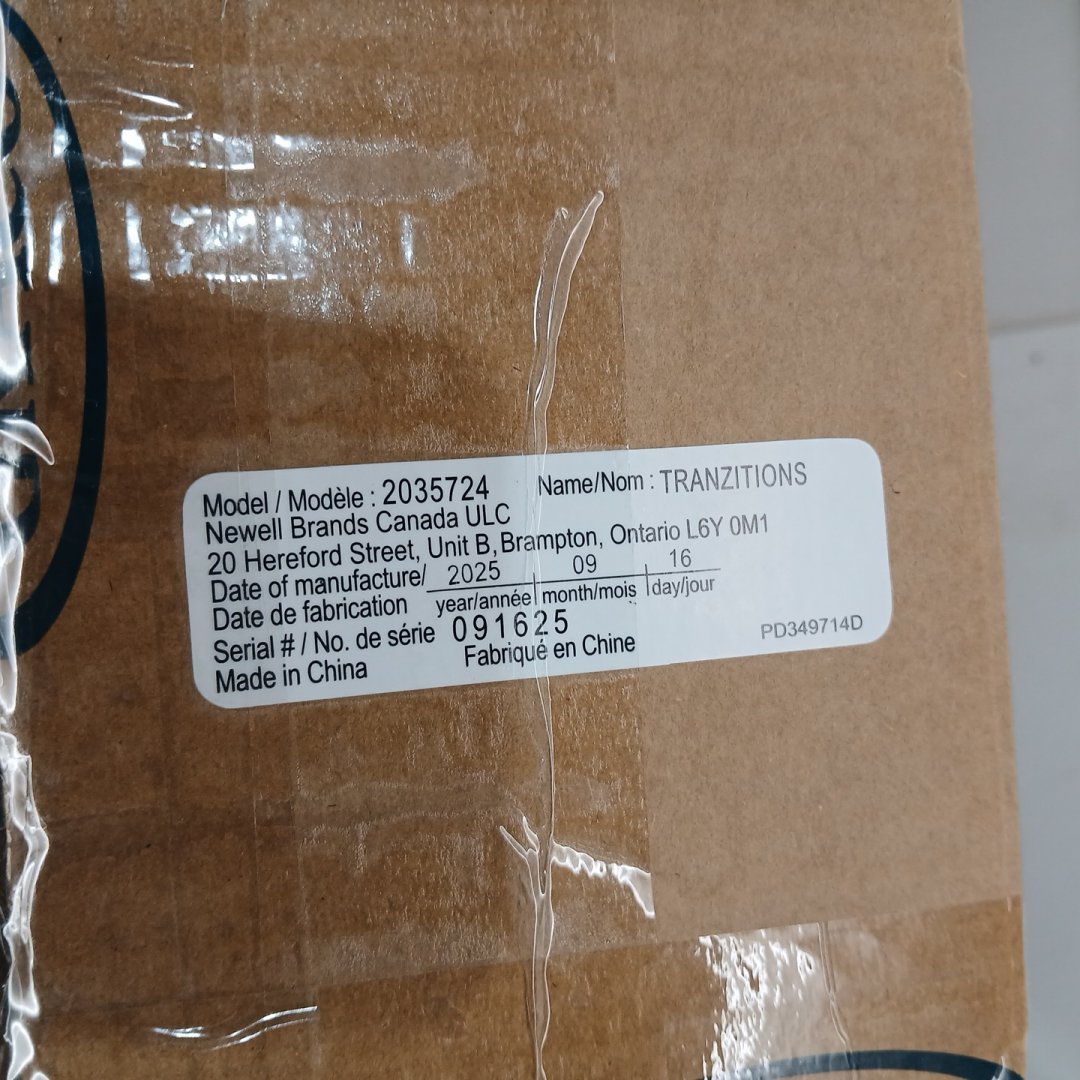 Model / Modèle : 2035724 Name/Nom : TRANZITIONS
Newell Brands Canada ULC
20 Hereford Street, Unit B, Brampton, Ontario L6Y 0M1
Date of manufacture/ 2025 09 16
Date de fabrication year/année month/mois day/jour
Serial # / No. de série 091625
Made in China Fabriqué en Chine
PD349714D